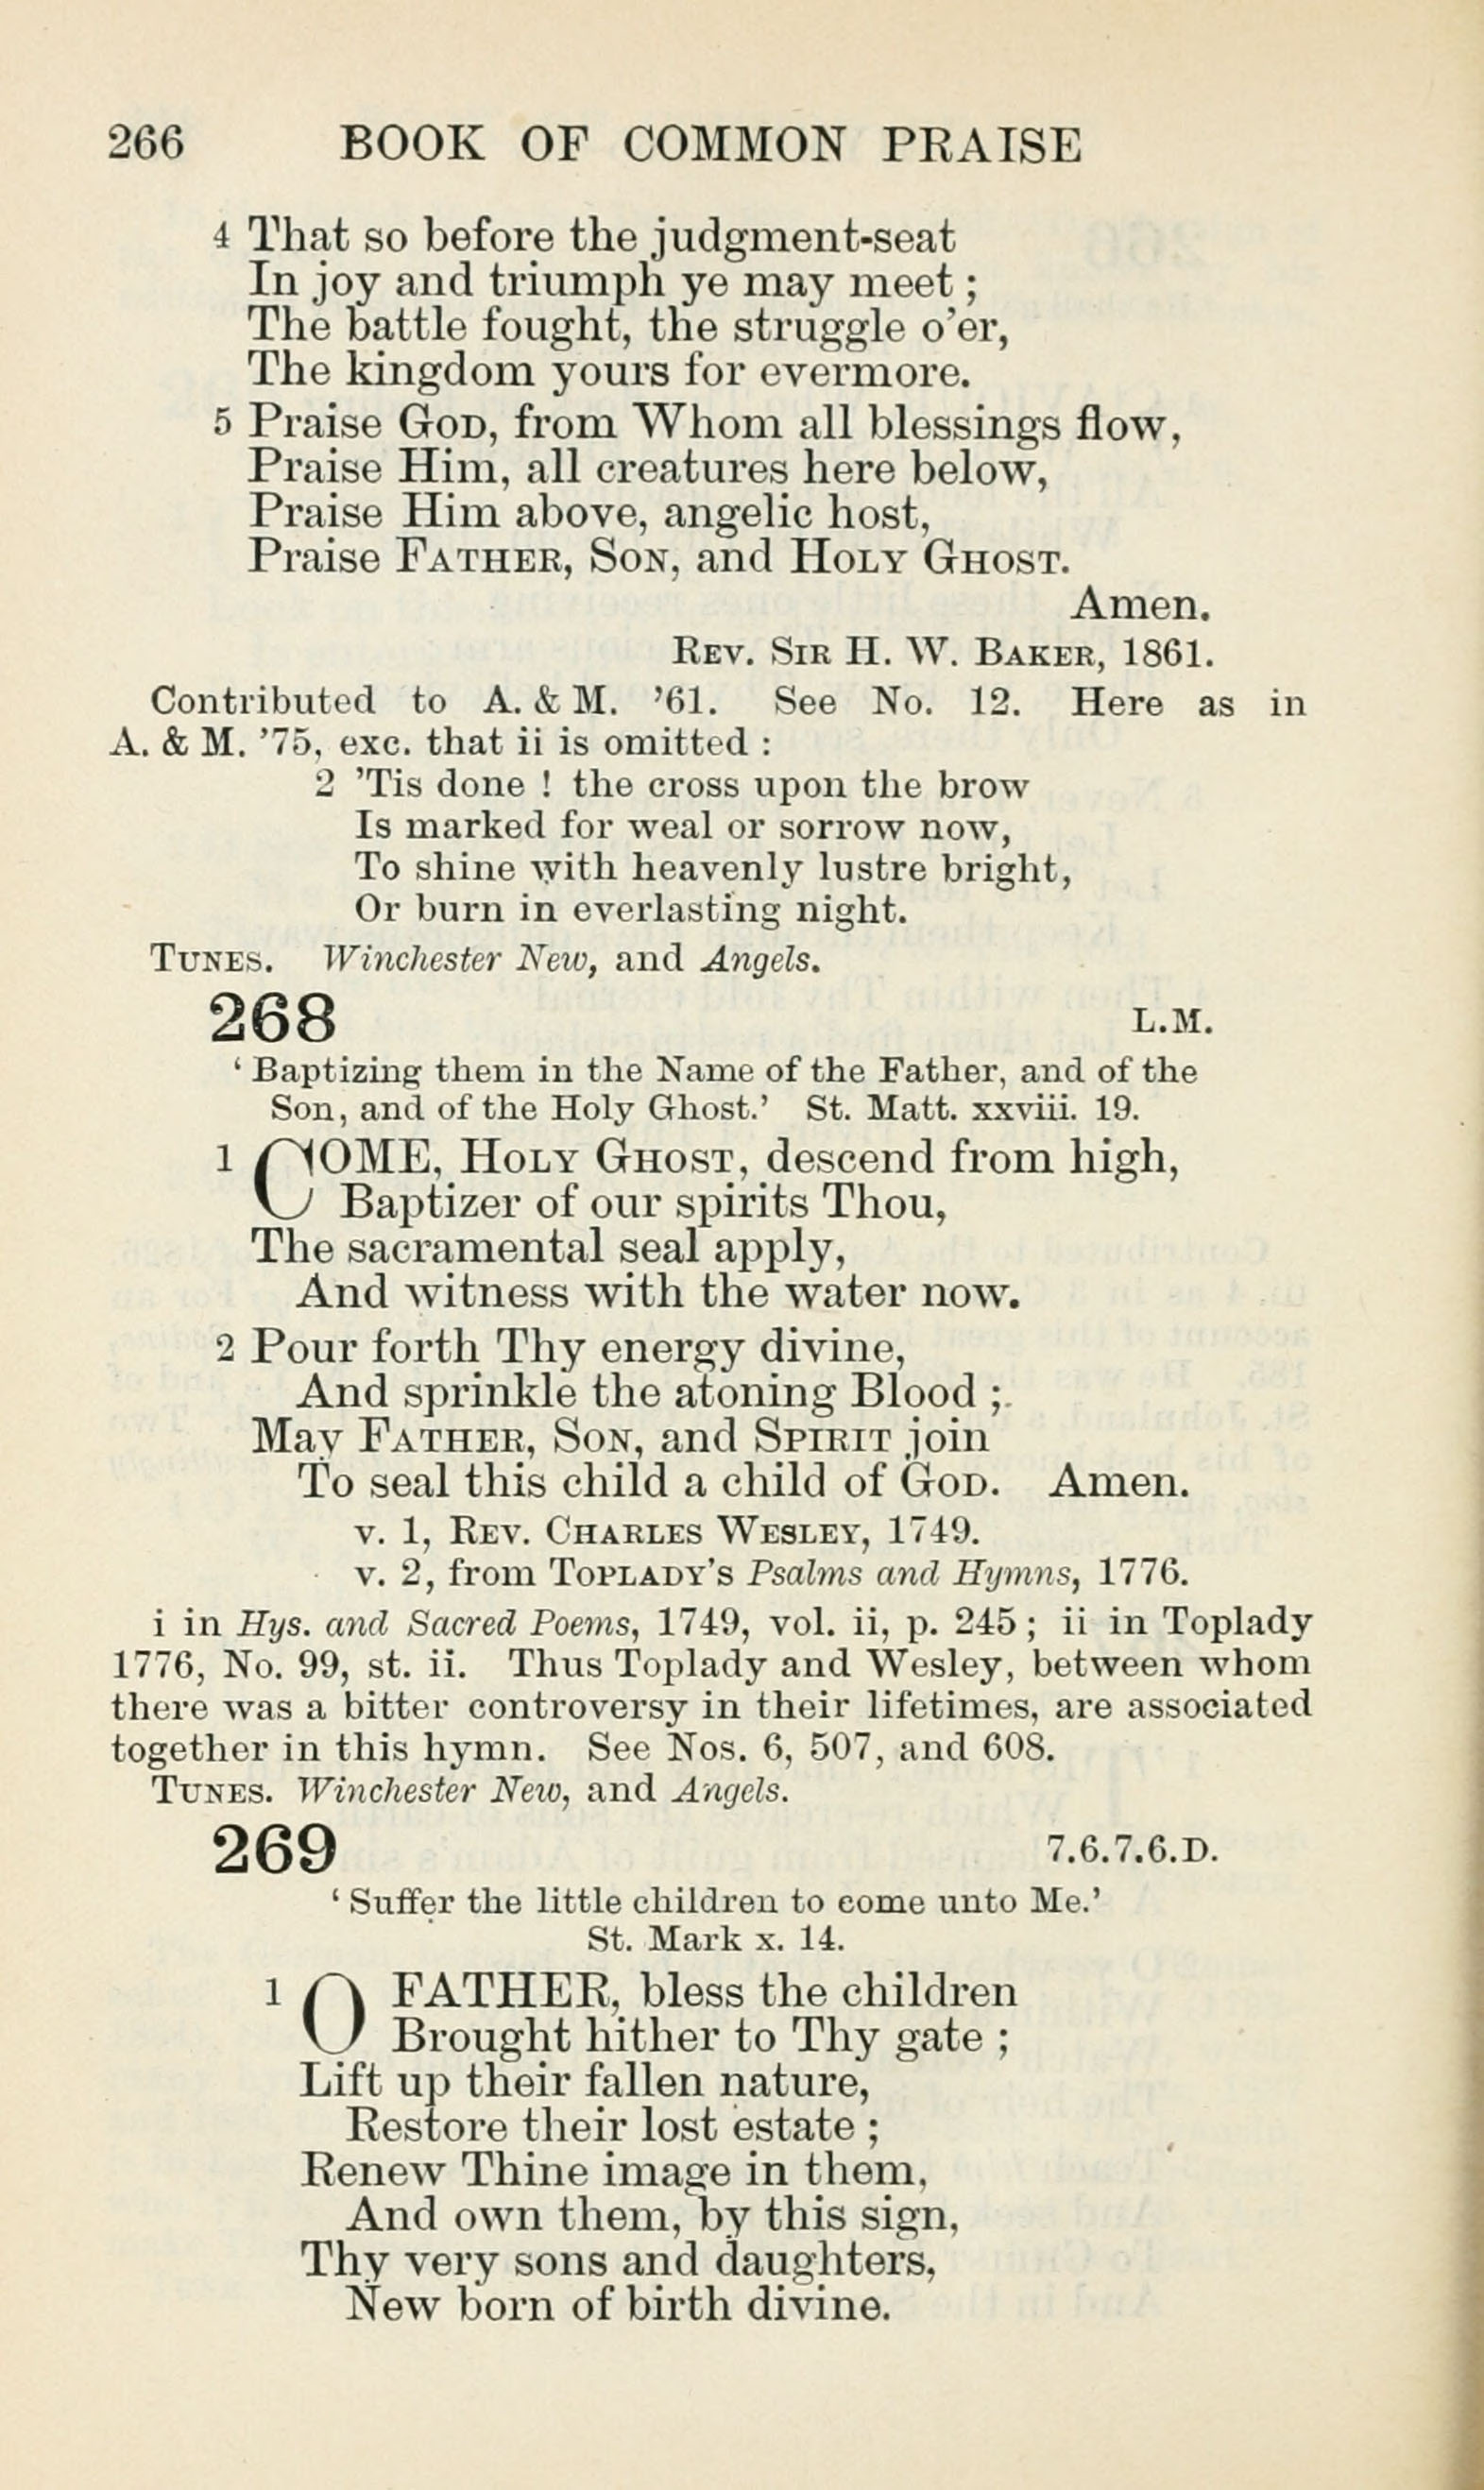 266 BOOK OF COMMON PRAISE
4 That so before the judgment-seat
In joy and triumph ye may meet ;
The battle fought, the struggle o'er,
The kingdom yours for evermore.
5 Praise GOD, from Whom all blessings flow,
Praise Him, all creatures here below,
Praise Him above, angelic host,
Praise FATHER, SON, and HOLY GHOST.
Amen.
REV. SIR H. W. BAKER, 1861.
Contributed to A. & M. '61. See No. 12. Here as in
A. & M. '75, exc. that ii is omitted :
2 'Tis done ! the cross upon the brow
Is marked for weal or sorrow now,
To shine with heavenly lustre bright,
Or burn in everlasting night.
TUNES. Winchester New, and Angels.
268 L.M.
' Baptizing them in the Name of the Father, and of the
Son, and of the Holy Ghost.' St. Matt. xxviii. 19.
1 COME, HOLY GHOST, descend from high,
Baptizer of our spirits Thou,
The sacramental seal apply,
And witness with the water now.
2 Pour forth Thy energy divine,
And sprinkle the atoning Blood ;
May FATHER, SON, and SPIRIT join
To seal this child a child of GOD. Amen.
v. 1, REV. CHARLES WESLEY, 1749.
v. 2, from TOPLADY'S Psalms and Hymns, 1776.
i in Hys. and Sacred Poems, 1749, vol. ii, p. 245 ; ii in Toplady
1776, No. 99, st. ii. Thus Toplady and Wesley, between whom
there was a bitter controversy in their lifetimes, are associated
together in this hymn. See Nos. 6, 507, and 608.
TUNES. Winchester New, and Angels.
269 7.6.7.6.D.
' Suffer the little children to come unto Me.'
St. Mark x. 14.
1 O FATHER, bless the children
Brought hither to Thy gate ;
Lift up their fallen nature,
Restore their lost estate ;
Renew Thine image in them,
And own them, by this sign,
Thy very sons and daughters,
New born of birth divine.